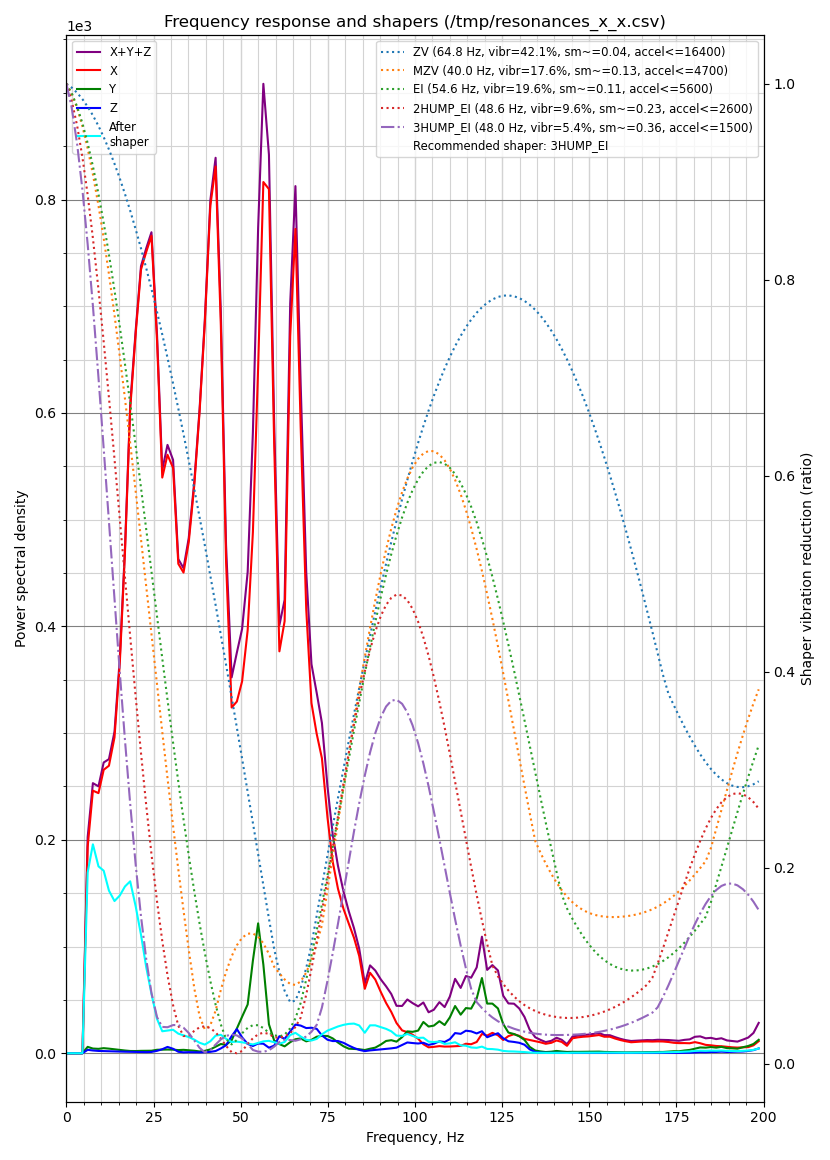 Frequency response and shapers (/tmp/resonances_x_x.csv)
1e3
X+Y+Z
X
Y
Z
After
shaper
ZV (64.8 Hz, vibr=42.1%, sm~=0.04, accel<=16400)
MZV (40.0 Hz, vibr=17.6%, sm~=0.13, accel<=4700)
EI (54.6 Hz, vibr=19.6%, sm~=0.11, accel<=5600)
2HUMP_EI (48.6 Hz, vibr=9.6%, sm~=0.23, accel<=2600)
3HUMP_EI (48.0 Hz, vibr=5.4%, sm~=0.36, accel<=1500)
Recommended shaper: 3HUMP_EI
Power spectral density
0.8
0.6
0.4
0.2
0.0
1.0
0.8
0.6
0.4
0.2
0.0
Shaper vibration reduction (ratio)
0 25 50 75 100 125 150 175 200
Frequency, Hz